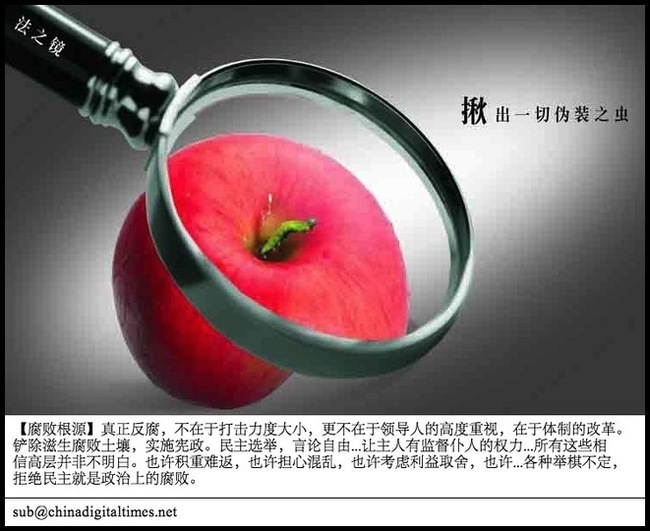 法之镜
揪出一切伪装之虫
【腐败根源】真正反腐，不在于打击力度大小，更不在于领导人的高度重视，在于体制的改革。
铲除滋生腐败土壤，实施宪政。民主选举，言论自由...让主人有监督仆人的权力...所有这些相
信高层并非不明白。也许积重难返，也许担心混乱，也许考虑利益取舍，也许...各种举棋不定，
拒绝民主就是政治上的腐败。
sub@chinadigitaltimes.net